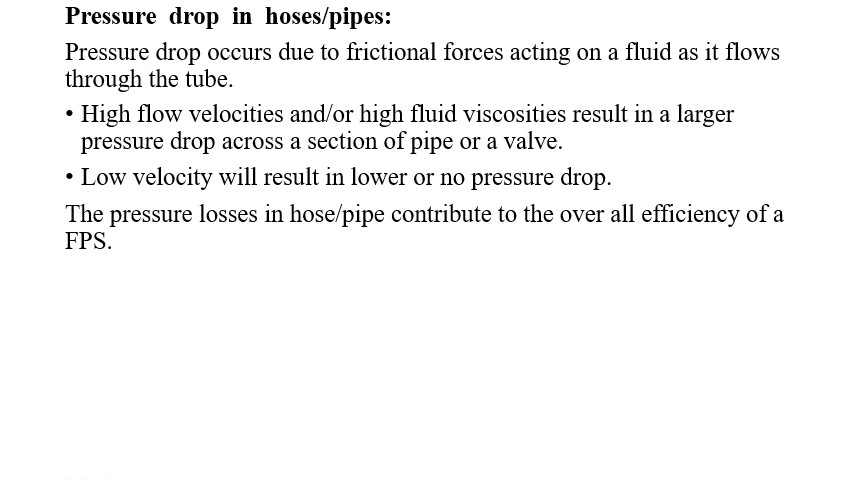 Pressure drop in hoses/pipes:
Pressure drop occurs due to frictional forces acting on a fluid as it flows
through the tube.
• High flow velocities and/or high fluid viscosities result in a larger
pressure drop across a section of pipe or a valve.
• Low velocity will result in lower or no pressure drop.
The pressure losses in hose/pipe contribute to the over all efficiency of a
FPS.